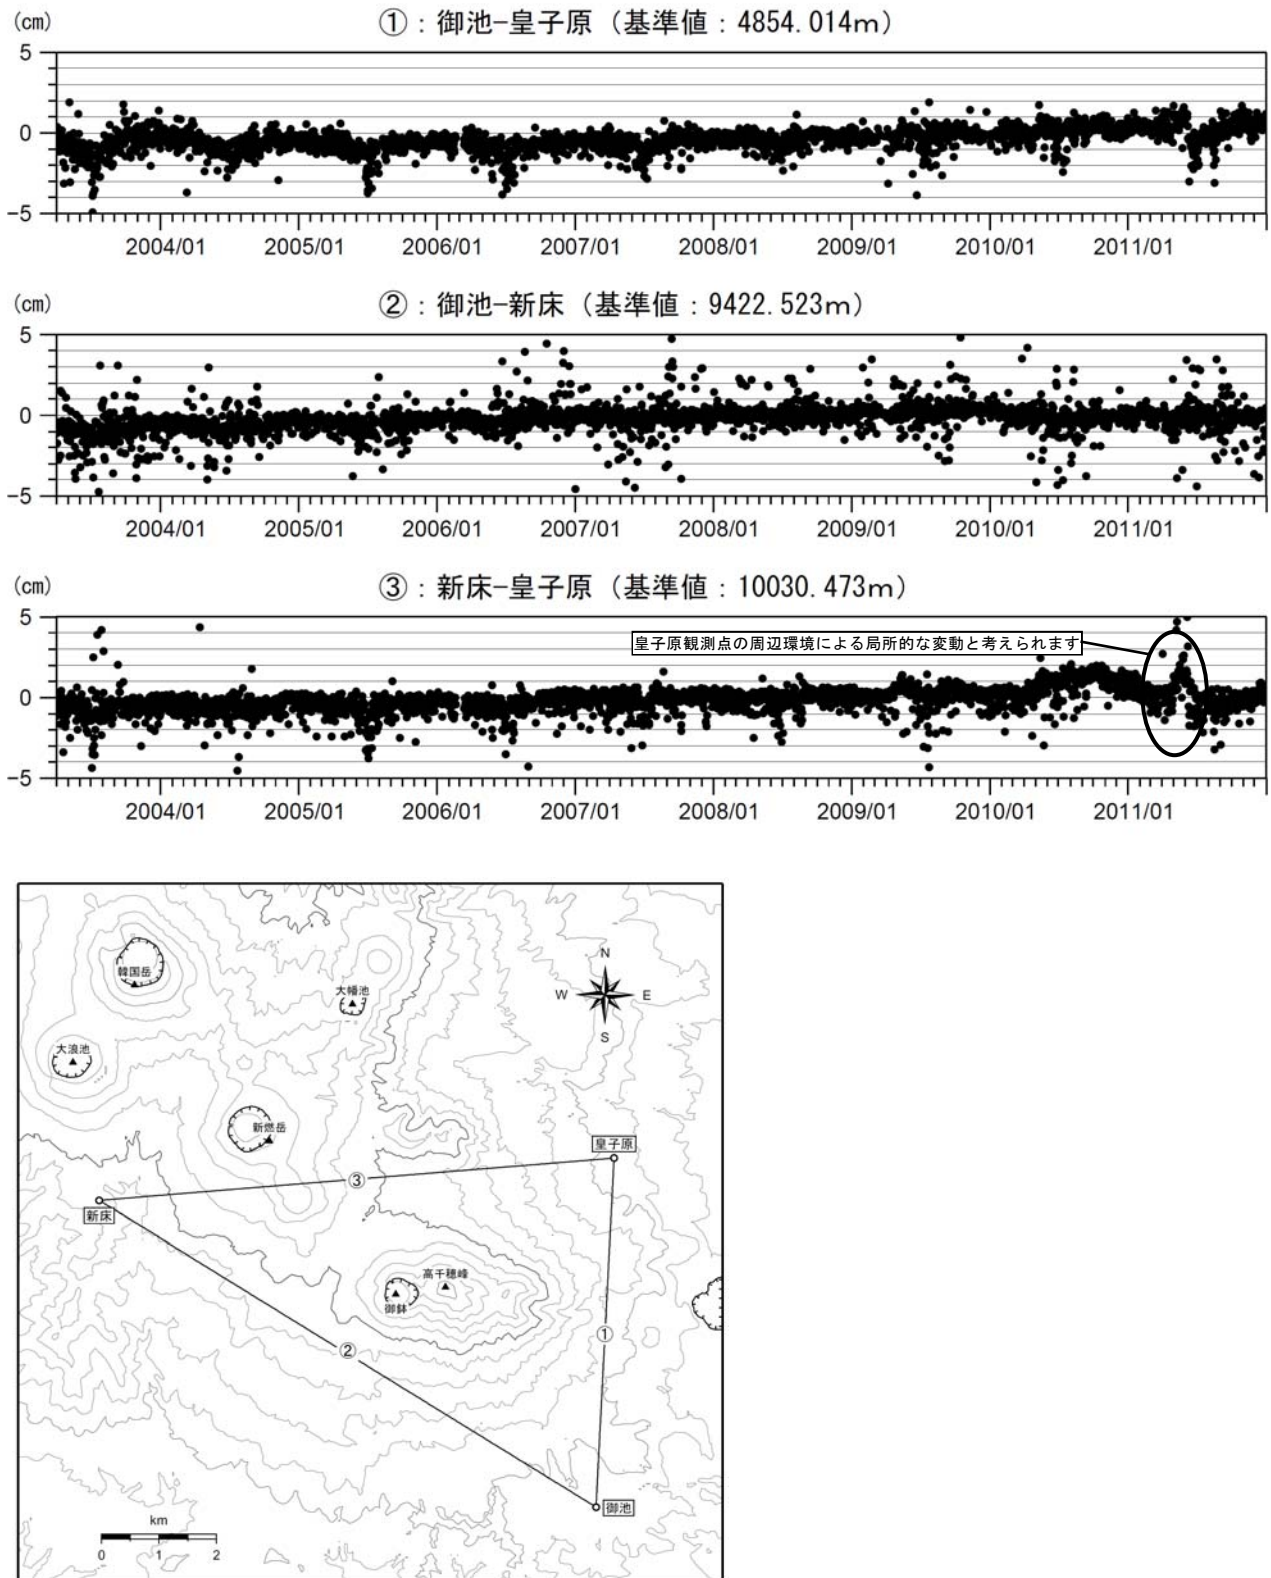 (cm)
①：御池−皇子原（基準値：4854.014m）
5
0
−5
2004/01 2005/01 2006/01 2007/01 2008/01 2009/01 2010/01 2011/01
(cm)
②：御池−新床（基準値：9422.523m）
5
0
−5
2004/01 2005/01 2006/01 2007/01 2008/01 2009/01 2010/01 2011/01
(cm)
③：新床−皇子原（基準値：10030.473m）
5
皇子原観測点の周辺環境による局所的な変動と考えられます
0
−5
2004/01 2005/01 2006/01 2007/01 2008/01 2009/01 2010/01 2011/01
N
韓国岳
大幡池
W E
S
大浪池
新燃岳
皇子原
③
新床
高千穂峰
御鉢
①
②
御池
km
0 1 2